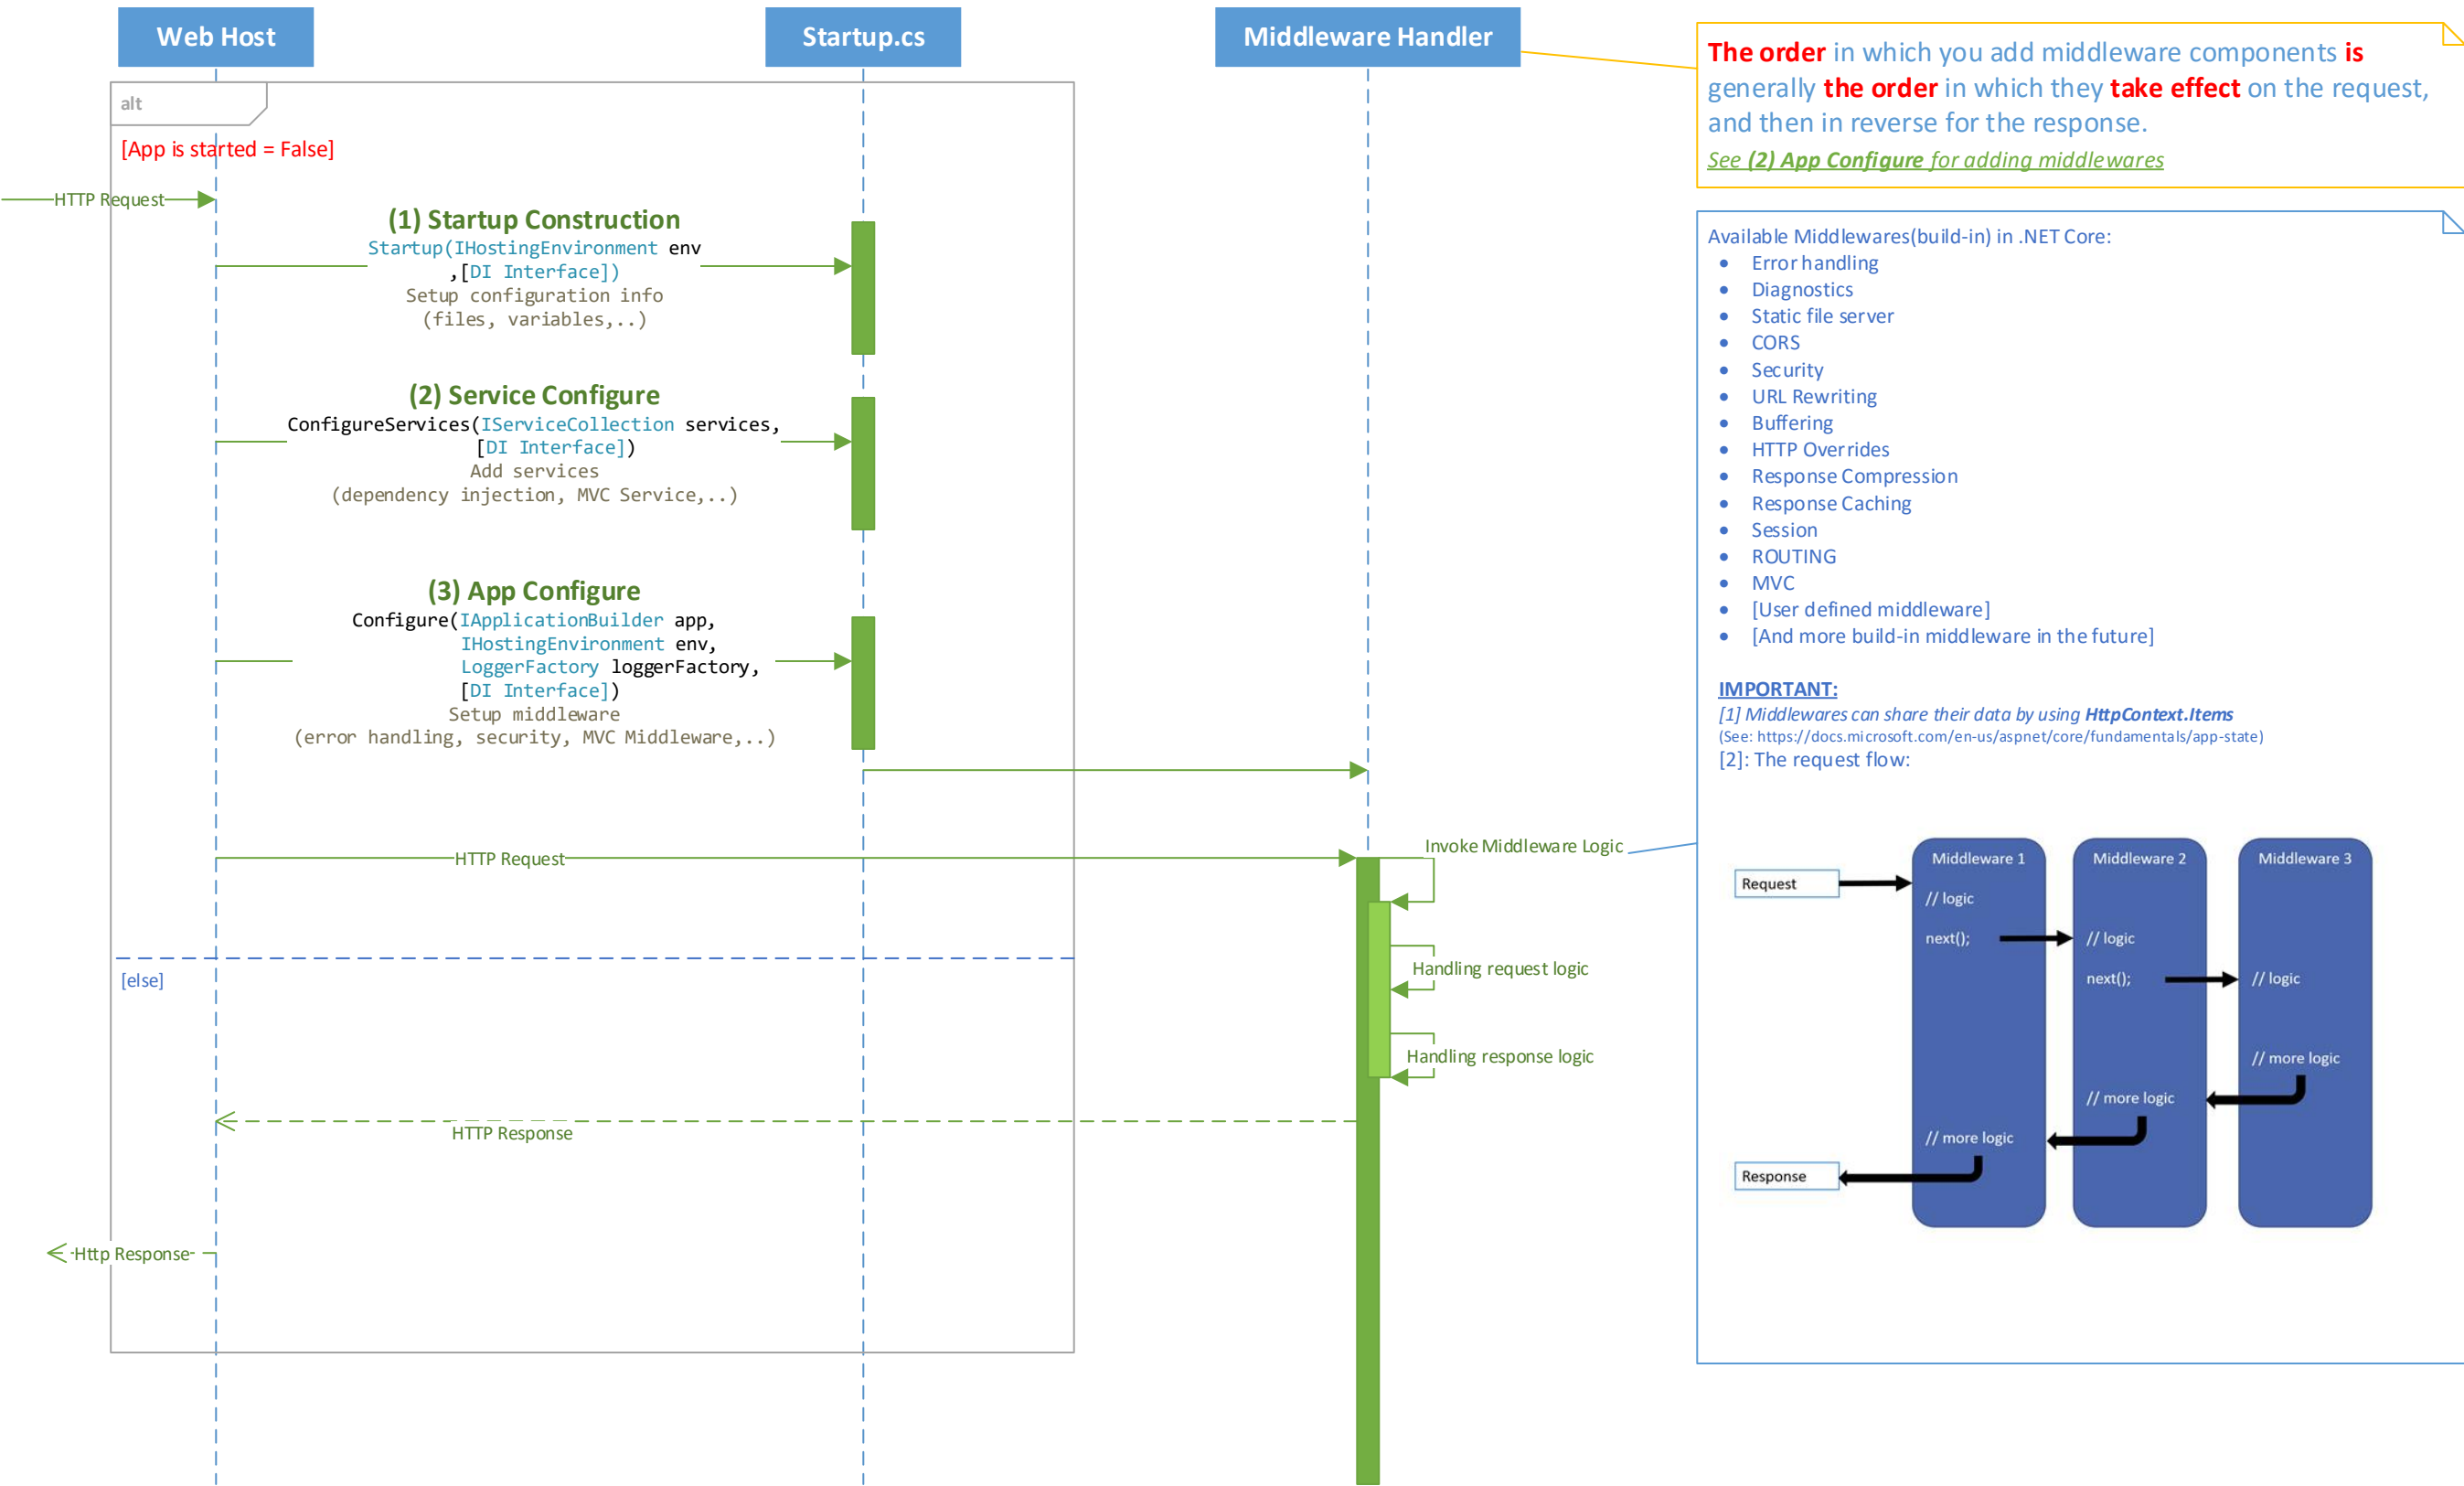 Web Host
Startup.cs
Middleware Handler
alt
[App is started = False]
HTTP Request
(1) Startup Construction
Startup(IHostingEnvironment env
,[DI Interface])
Setup configuration info
(files, variables,..)
(2) Service Configure
ConfigureServices(IServiceCollection services,
[DI Interface])
Add services
(dependency injection, MVC Service,..)
(3) App Configure
Configure(IApplicationBuilder app,
IHostingEnvironment env,
LoggerFactory loggerFactory,
[DI Interface])
Setup middleware
(error handling, security, MVC Middleware,..)
HTTP Request
Invoke Middleware Logic
[else]
Handling request logic
Handling response logic
HTTP Response
Http Response
The order in which you add middleware components is
generally the order in which they take effect on the request,
and then in reverse for the response.
See (2) App Configure for adding middlewares
Available Middlewares(build-in) in .NET Core:
• Error handling
• Diagnostics
• Static file server
• CORS
• Security
• URL Rewriting
• Buffering
• HTTP Overrides
• Response Compression
• Response Caching
• Session
• ROUTING
• MVC
• [User defined middleware]
• [And more build-in middleware in the future]
IMPORTANT:
[1] Middlewares can share their data by using HttpContext.Items
(See: https://docs.microsoft.com/en-us/aspnet/core/fundamentals/app-state)
[2]: The request flow:
Middleware 1
Middleware 2
Middleware 3
Request
// logic
next();
// logic
next();
// logic
// more logic
// more logic
// more logic
Response